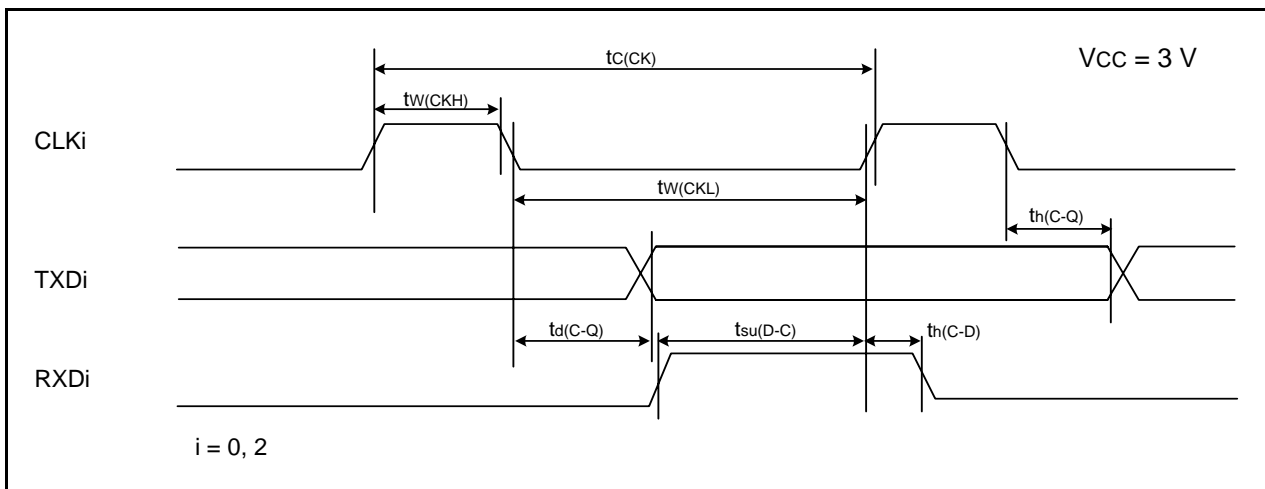 tC(CK)
VCC = 3 V
tW(CKH)
CLKi
tW(CKL)
th(C-Q)
TXDi
td(C-Q)
tsu(D-C)
th(C-D)
RXDi
i = 0, 2